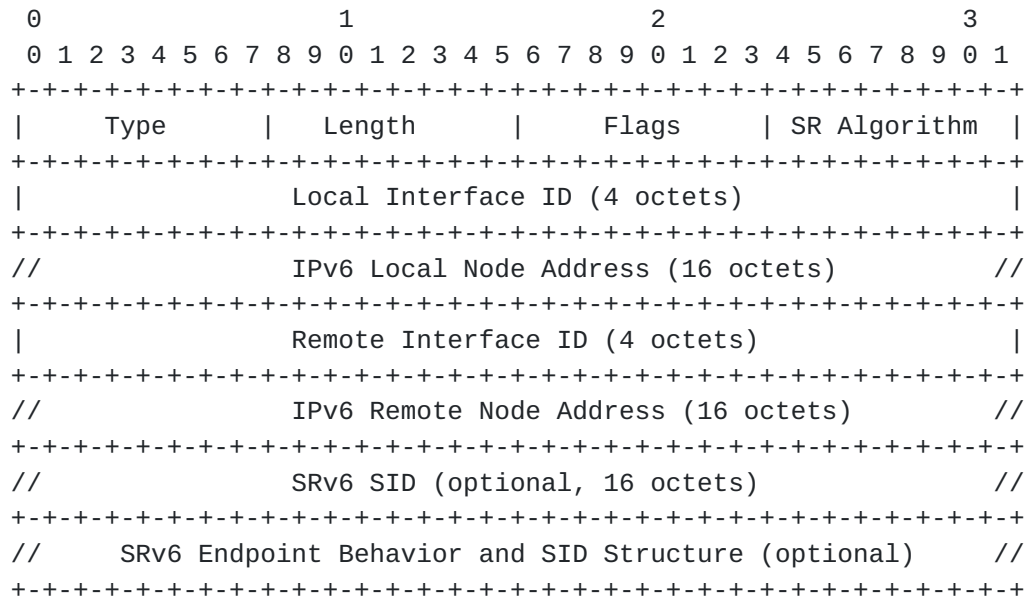 0                   1                   2                   3
 0 1 2 3 4 5 6 7 8 9 0 1 2 3 4 5 6 7 8 9 0 1 2 3 4 5 6 7 8 9 0 1
+-+-+-+-+-+-+-+-+-+-+-+-+-+-+-+-+-+-+-+-+-+-+-+-+-+-+-+-+-+-+-+-+
|     Type      |   Length      |     Flags     | SR Algorithm  |
+-+-+-+-+-+-+-+-+-+-+-+-+-+-+-+-+-+-+-+-+-+-+-+-+-+-+-+-+-+-+-+-+
|                 Local Interface ID (4 octets)                 |
+-+-+-+-+-+-+-+-+-+-+-+-+-+-+-+-+-+-+-+-+-+-+-+-+-+-+-+-+-+-+-+-+
//                IPv6 Local Node Address (16 octets)          //
+-+-+-+-+-+-+-+-+-+-+-+-+-+-+-+-+-+-+-+-+-+-+-+-+-+-+-+-+-+-+-+-+
|                 Remote Interface ID (4 octets)                |
+-+-+-+-+-+-+-+-+-+-+-+-+-+-+-+-+-+-+-+-+-+-+-+-+-+-+-+-+-+-+-+-+
//                IPv6 Remote Node Address (16 octets)         //
+-+-+-+-+-+-+-+-+-+-+-+-+-+-+-+-+-+-+-+-+-+-+-+-+-+-+-+-+-+-+-+-+
//                SRv6 SID (optional, 16 octets)               //
+-+-+-+-+-+-+-+-+-+-+-+-+-+-+-+-+-+-+-+-+-+-+-+-+-+-+-+-+-+-+-+-+
//     SRv6 Endpoint Behavior and SID Structure (optional)     //
+-+-+-+-+-+-+-+-+-+-+-+-+-+-+-+-+-+-+-+-+-+-+-+-+-+-+-+-+-+-+-+-+